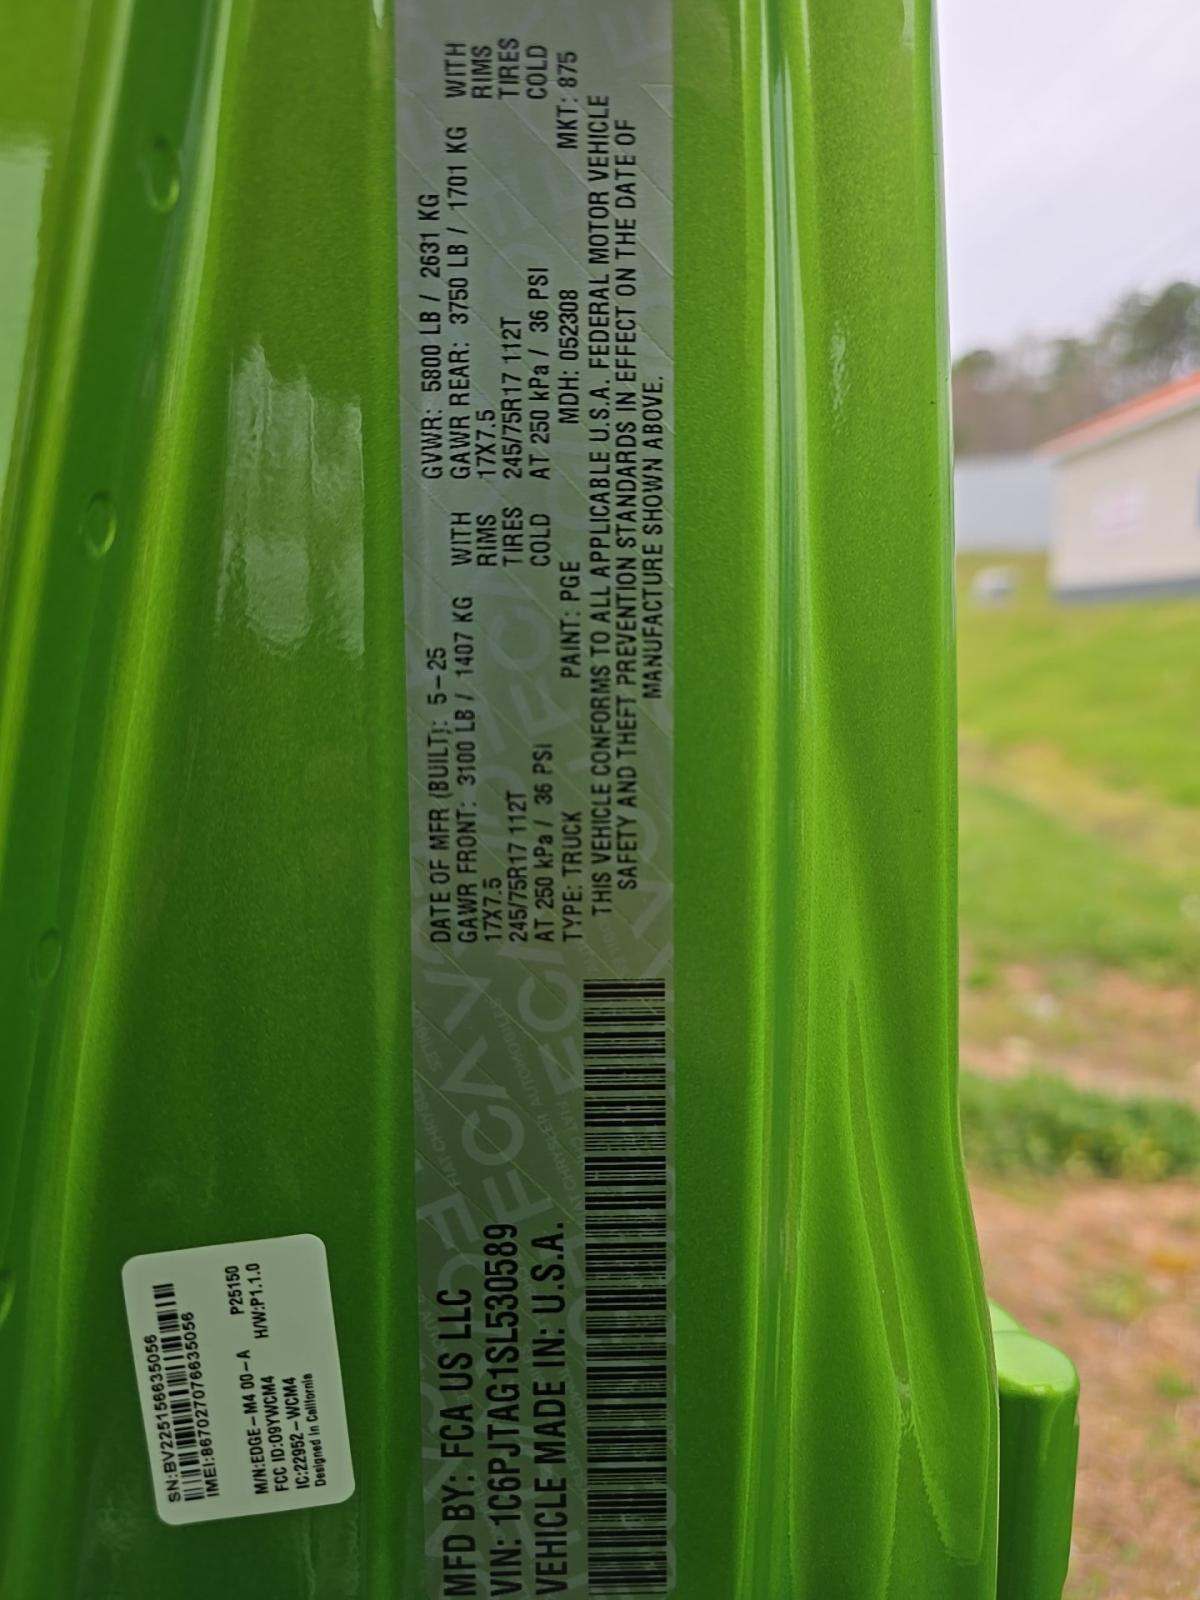 MFD BY: FCA US LLC
VIN: 1C6PJTAG1SL530589
VEHICLE MADE IN: U.S.A.
DATE OF MFR (BUILT): 5-25
GVWR: 5800 LB / 2631 KG
GAWR FRONT: 3100 LB / 1407 KG WITH
GAWR REAR: 3750 LB / 1701 KG WITH
17X7.5 RIMS
17X7.5 RIMS
245/75R17 112T TIRES
245/75R17 112T TIRES
AT 250 kPa / 36 PSI COLD
AT 250 kPa / 36 PSI COLD
TYPE: TRUCK PAINT: PGE MDH: 052308 MKT: 875
THIS VEHICLE CONFORMS TO ALL APPLICABLE U.S.A. FEDERAL MOTOR VEHICLE
SAFETY AND THEFT PREVENTION STANDARDS IN EFFECT ON THE DATE OF
MANUFACTURE SHOWN ABOVE.
SN:BV225156635056
IMEI:867027076635056
M/N:EDGE-M4 00-A P25150
FCC ID:09YWCM4 H/W:P1.1.0
IC:22952-WCM4
Designed in California